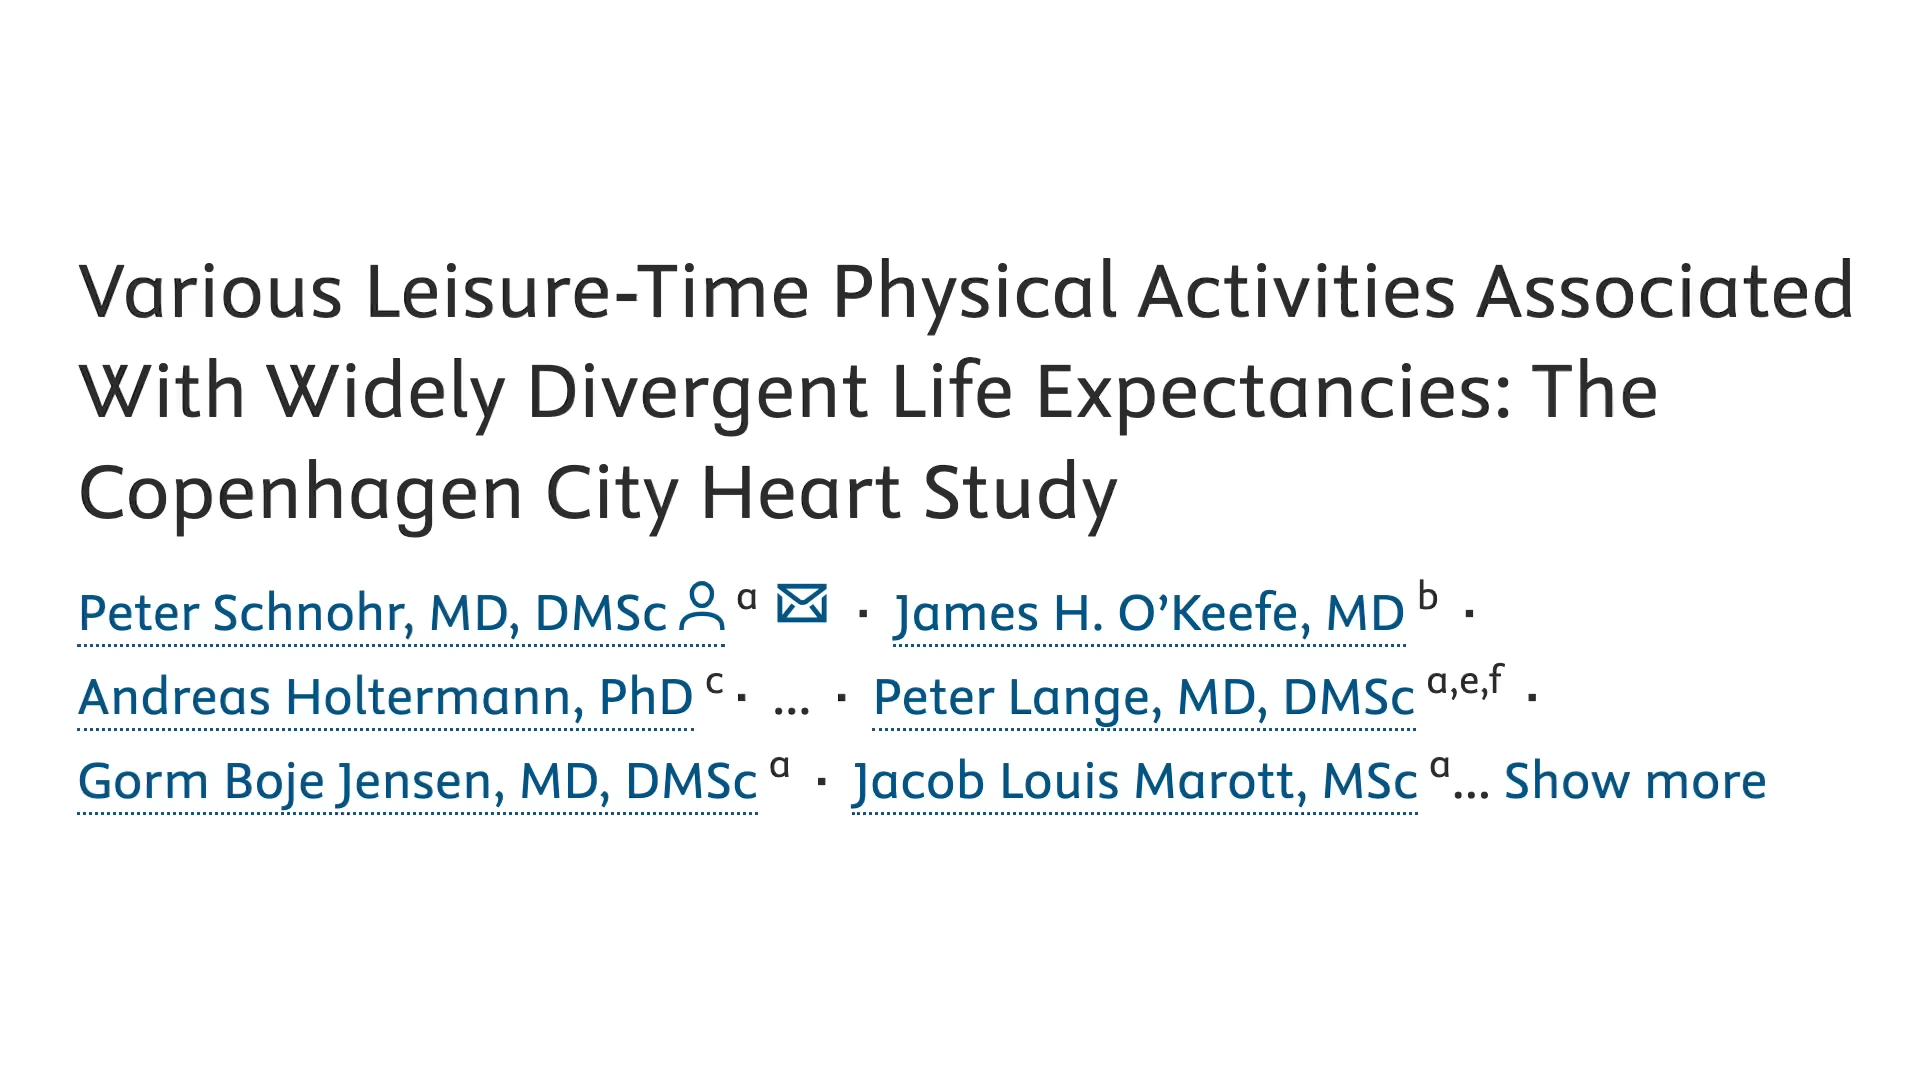 Various Leisure-Time Physical Activities Associated
With Widely Divergent Life Expectancies: The
Copenhagen City Heart Study
Peter Schnohr, MD, DMSc a · James H. O’Keefe, MD b ·
Andreas Holtermann, PhD c · ... · Peter Lange, MD, DMSc a,e,f ·
Gorm Boje Jensen, MD, DMSc a · Jacob Louis Marott, MSc a... Show more